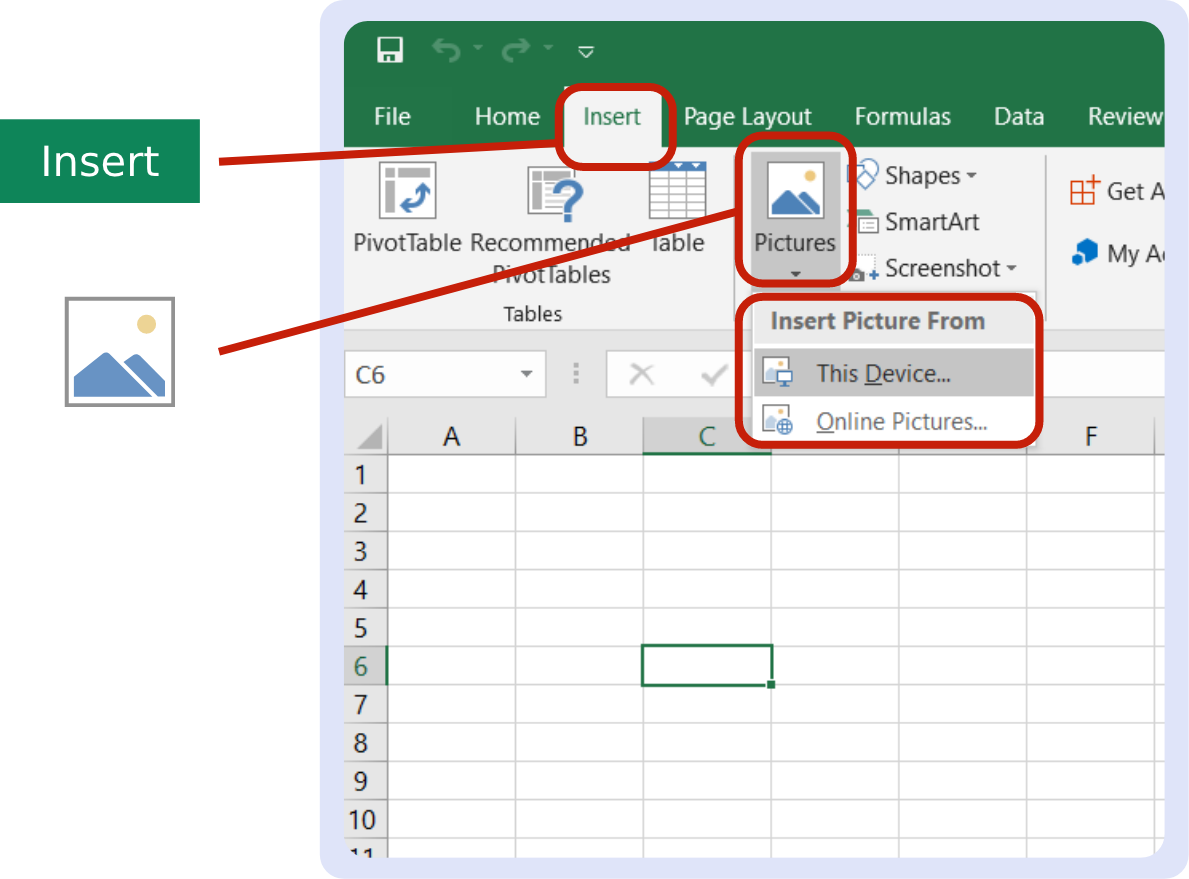 Insert
File Home Insert Page Layout Formulas Data Review
PivotTable Recommended PivotTables Table
Tables
Pictures
Shapes
SmartArt
Screenshot
Get A
My A
Insert Picture From
This Device...
Online Pictures...
C6
A B C F
1
2
3
4
5
6
7
8
9
10
11